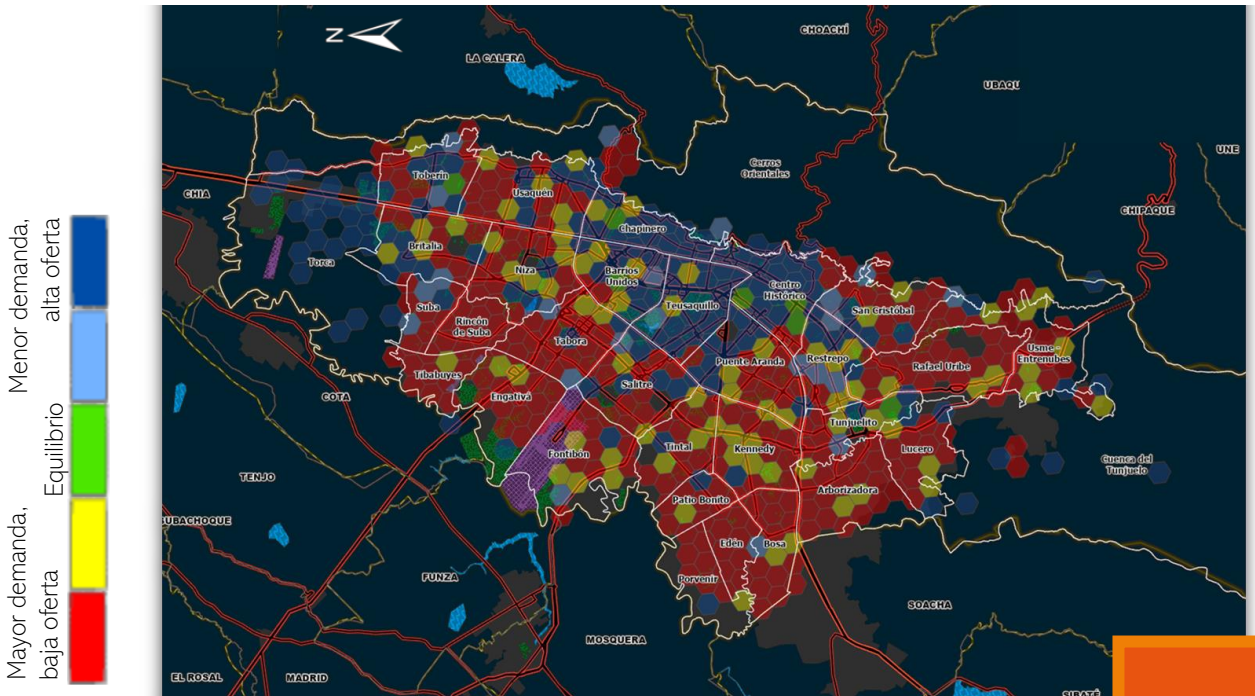 Menor demanda,
alta oferta
Equilibrio
Mayor demanda,
baja oferta
N
CHOACHÍ
LA CALERA
UBAQU
UNE
Cerros
Orientales
CHIA
CHIPAQUE
Toberín
Usaquén
Chapinero
Torca
Britalia
Niza
Barrios
Unidos
Centro
Histórico
Suba
Teusaquillo
San Cristobal
Rincón
de Suba
Tabora
Puente Aranda
Restrepo
Rafael Uribe
Usme -
Entrenubes
Tibabuyes
Salitre
COTA
Engativá
Tunjuelito
Tintal
Kennedy
Lucero
Fontibón
Cuenca del
Tunjuelo
TENJO
Patio Bonito
Arborizadora
SUBACHOQUE
Edén
Bosa
FUNZA
Porvenir
SOACHA
MOSQUERA
EL ROSAL
MADRID
SIBATÉ